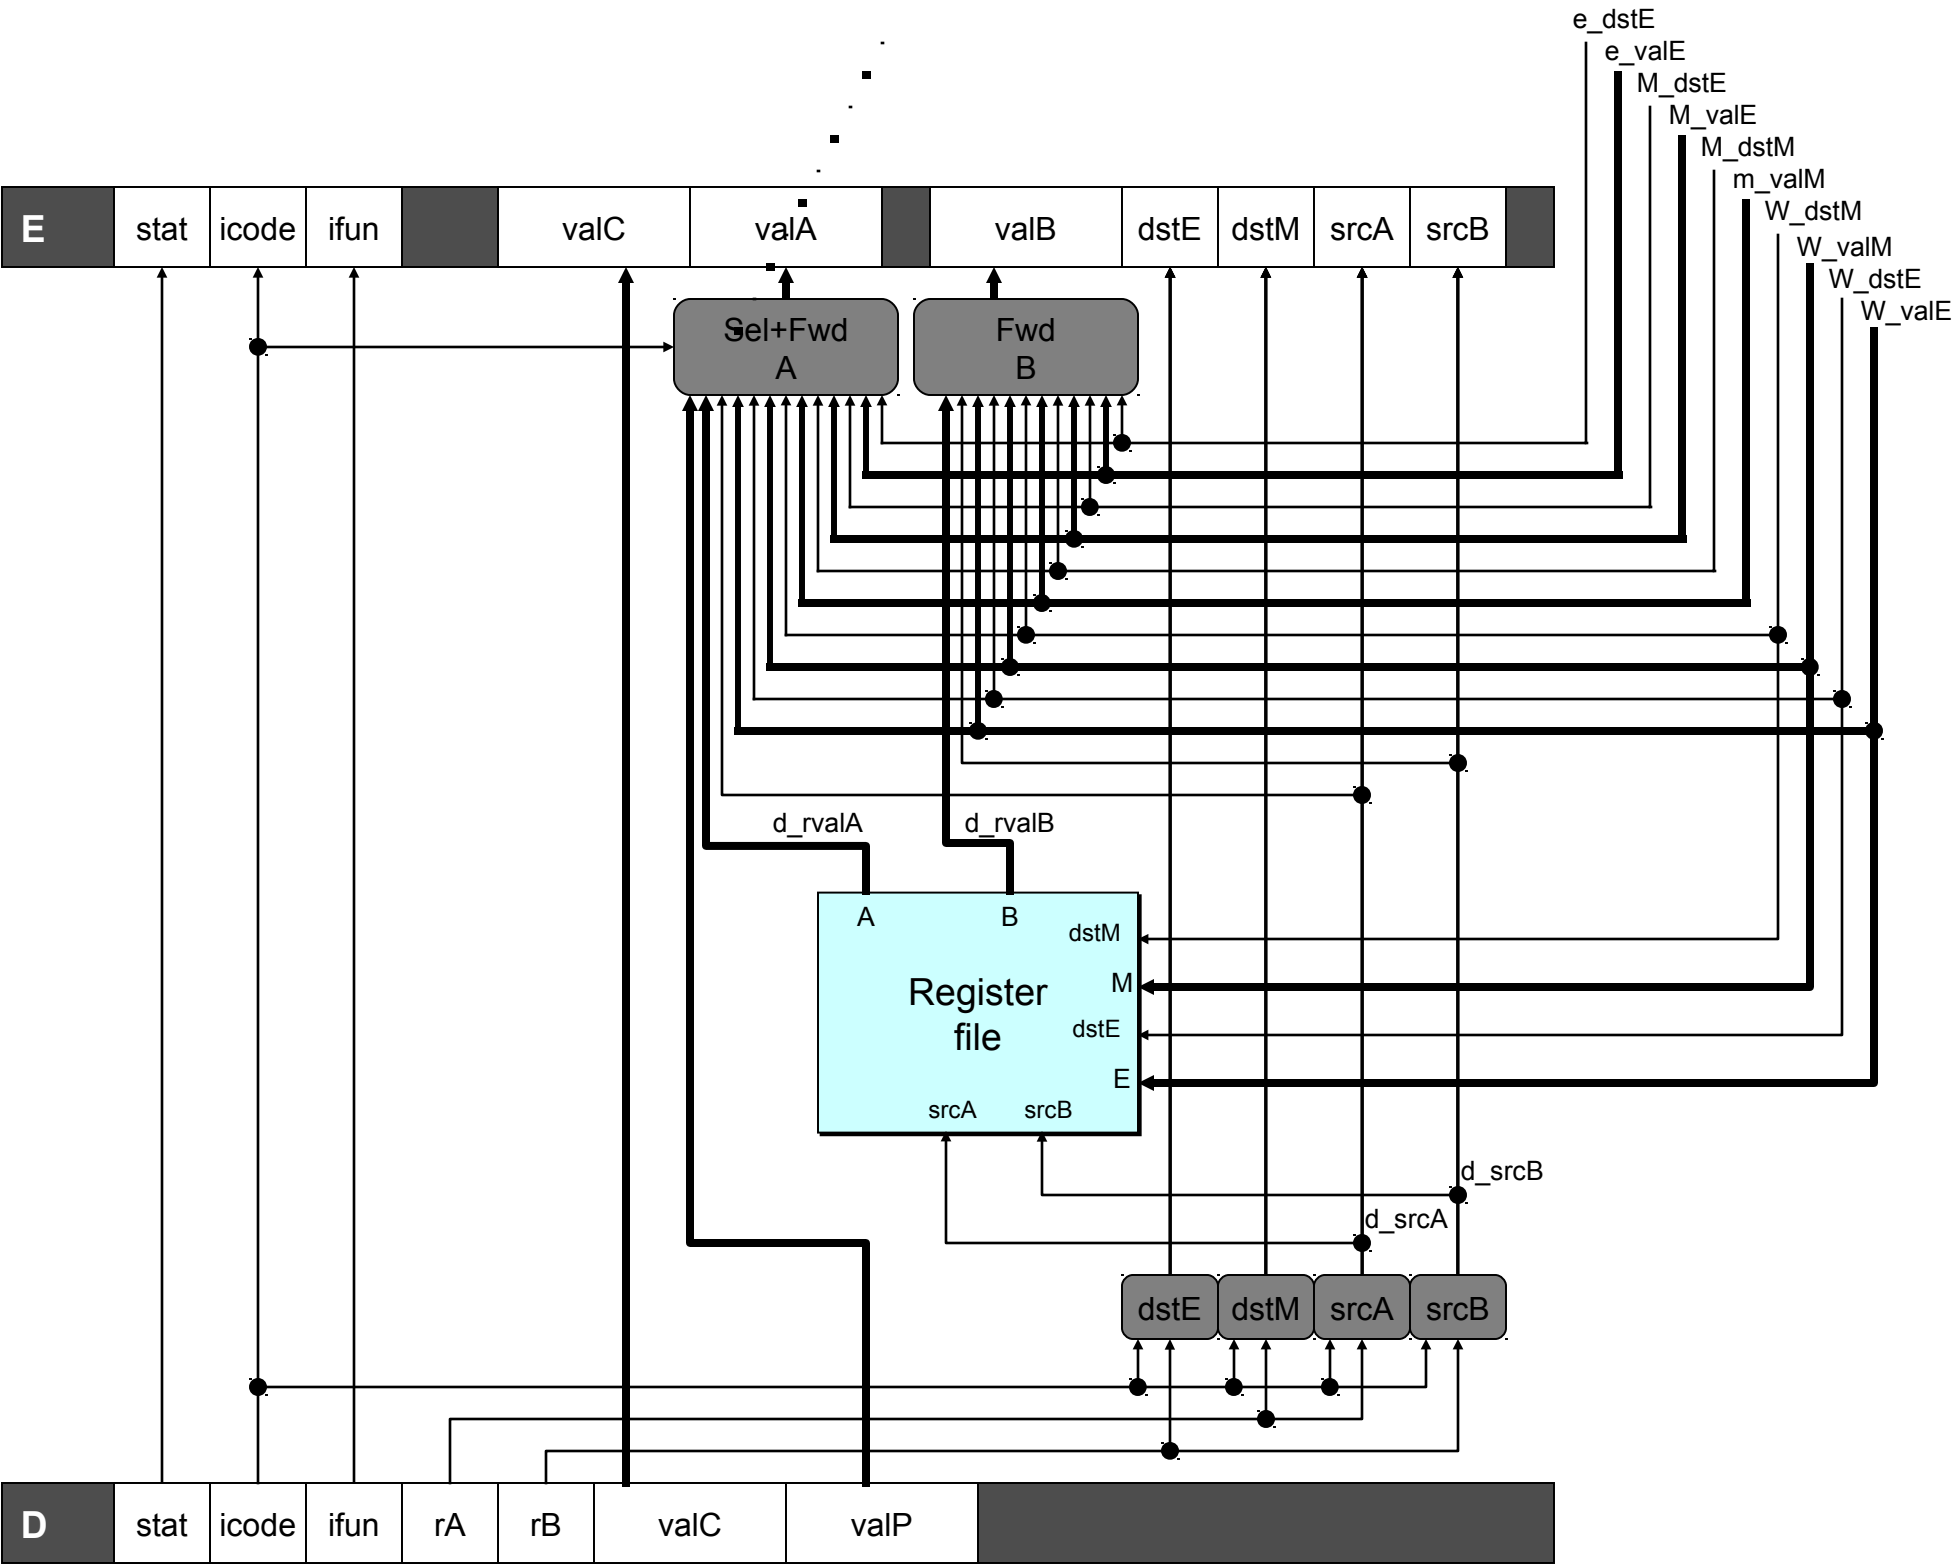 e_dstE
e_valE
M_dstE
M_valE
M_dstM
m_valM
W_dstM
W_valM
W_dstE
W_valE
E stat icode ifun valC valA valB dstE dstM srcA srcB
Sel+Fwd
A
Fwd
B
d_rvalA d_rvalB
A B
dstM
M
Register
file
dstE
E
srcA srcB
d_srcB
d_srcA
dstE dstM srcA srcB
D stat icode ifun rA rB valC valP